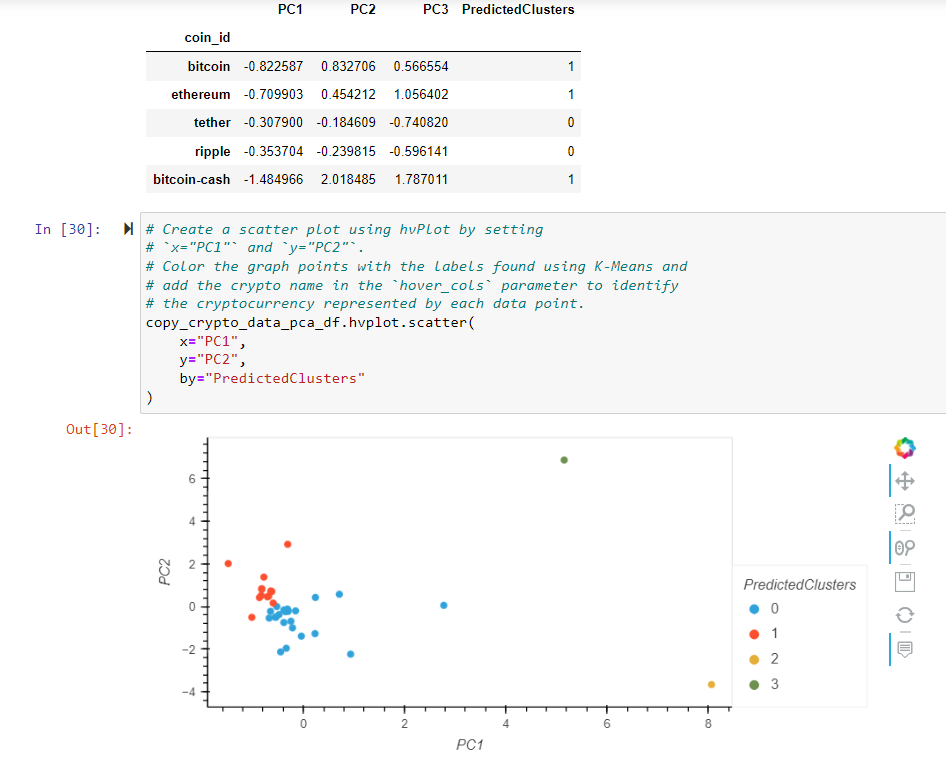 PC1 PC2 PC3 PredictedClusters
coin_id
bitcoin -0.822587 0.832706 0.566554 1
ethereum -0.709903 0.454212 1.056402 1
tether -0.307900 -0.184609 -0.740820 0
ripple -0.353704 -0.239815 -0.596141 0
bitcoin-cash -1.484966 2.018485 1.787011 1
In [30]:
# Create a scatter plot using hvPlot by setting
# `x="PC1"` and `y="PC2"`.
# Color the graph points with the labels found using K-Means and
# add the crypto name in the `hover_cols` parameter to identify
# the cryptocurrency represented by each data point.
copy_crypto_data_pca_df.hvplot.scatter(
    x="PC1",
    y="PC2",
    by="PredictedClusters"
)
Out[30]:
6
4
2
0
−2
−4
PC2
0 2 4 6 8
PC1
PredictedClusters
0
1
2
3